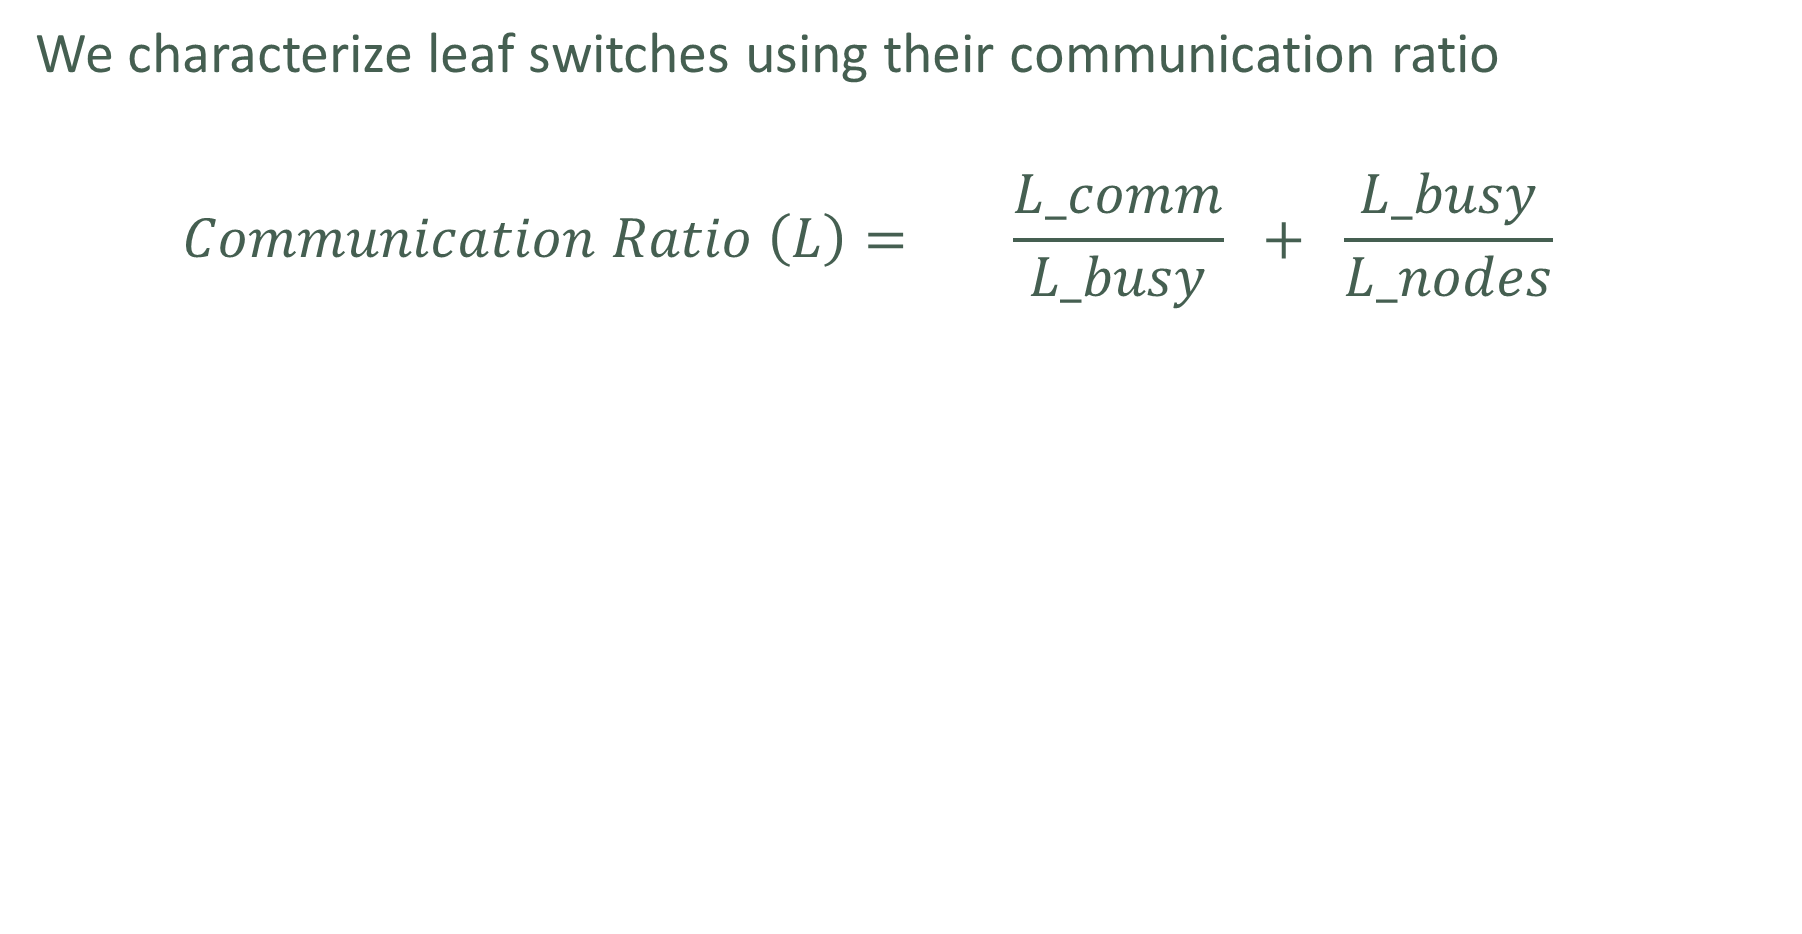 We characterize leaf switches using their communication ratio
Communication Ratio (L) = L_comm / L_busy + L_busy / L_nodes